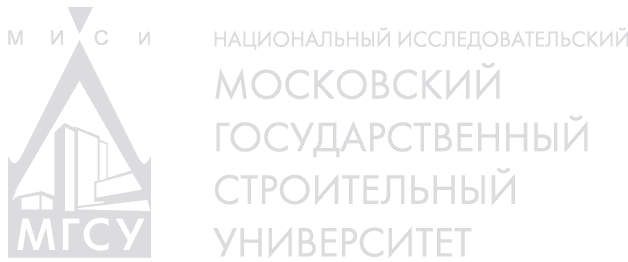 М И С И
МГСУ
НАЦИОНАЛЬНЫЙ ИССЛЕДОВАТЕЛЬСКИЙ
МОСКОВСКИЙ
ГОСУДАРСТВЕННЫЙ
СТРОИТЕЛЬНЫЙ
УНИВЕРСИТЕТ